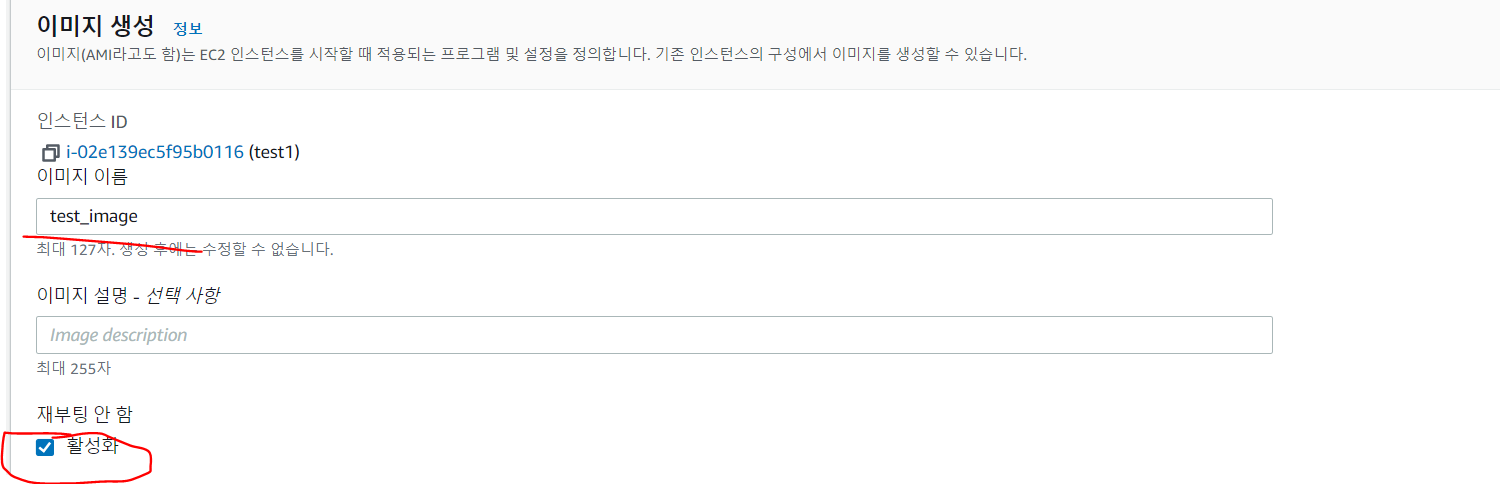 이미지 생성 정보
이미지(AMI라고도 함)는 EC2 인스턴스를 시작할 때 적용되는 프로그램 및 설정을 정의합니다. 기존 인스턴스의 구성에서 이미지를 생성할 수 있습니다.
인스턴스 ID
i-02e139ec5f95b0116 (test1)
이미지 이름
test_image
최대 127자. 생성 후에는 수정할 수 없습니다.
이미지 설명 - 선택 사항
Image description
최대 255자
재부팅 안 함
활성화